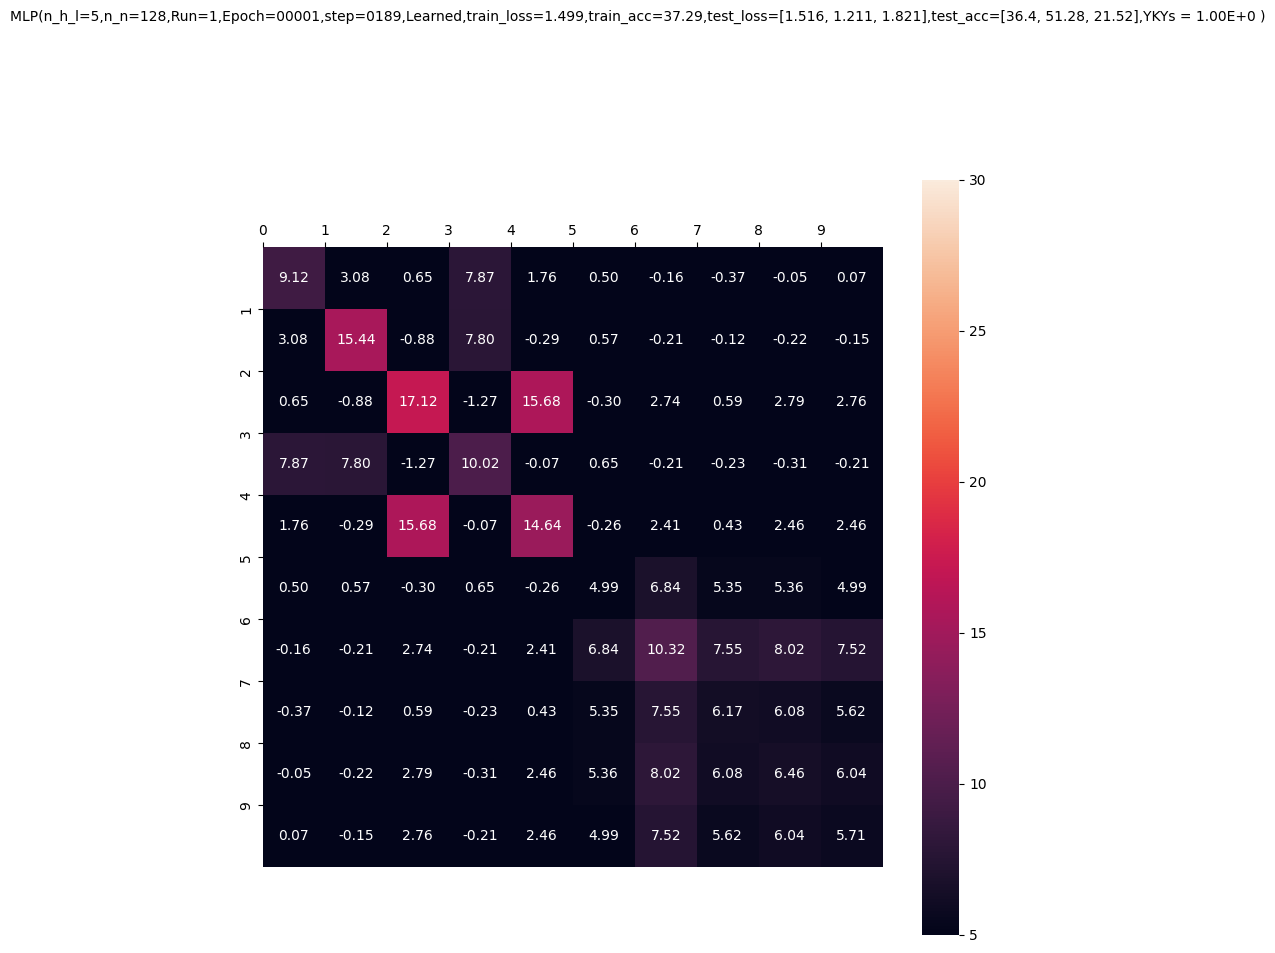 MLP(n_h_l=5,n_n=128,Run=1,Epoch=00001,step=0189,Learned,train_loss=1.499,train_acc=37.29,test_loss=[1.516, 1.211, 1.821],test_acc=[36.4, 51.28, 21.52],YKYs = 1.00E+0 )
30
0 1 2 3 4 5 6 7 8 9
9.12 3.08 0.65 7.87 1.76 0.50 -0.16 -0.37 -0.05 0.07
1
3.08 15.44 -0.88 7.80 -0.29 0.57 -0.21 -0.12 -0.22 -0.15
25
2
0.65 -0.88 17.12 -1.27 15.68 -0.30 2.74 0.59 2.79 2.76
3
7.87 7.80 -1.27 10.02 -0.07 0.65 -0.21 -0.23 -0.31 -0.21
20
4
1.76 -0.29 15.68 -0.07 14.64 -0.26 2.41 0.43 2.46 2.46
5
0.50 0.57 -0.30 0.65 -0.26 4.99 6.84 5.35 5.36 4.99
6
15
-0.16 -0.21 2.74 -0.21 2.41 6.84 10.32 7.55 8.02 7.52
7
-0.37 -0.12 0.59 -0.23 0.43 5.35 7.55 6.17 6.08 5.62
8
-0.05 -0.22 2.79 -0.31 2.46 5.36 8.02 6.08 6.46 6.04
10
9
0.07 -0.15 2.76 -0.21 2.46 4.99 7.52 5.62 6.04 5.71
5